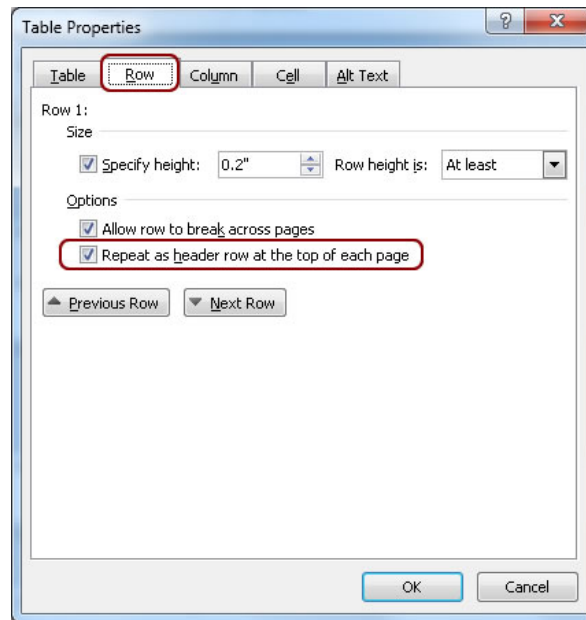 Table Properties
Table Row Column Cell Alt Text
Row 1:
Size
Specify height: 0.2" Row height is: At least
Options
Allow row to break across pages
Repeat as header row at the top of each page
Previous Row Next Row
OK Cancel